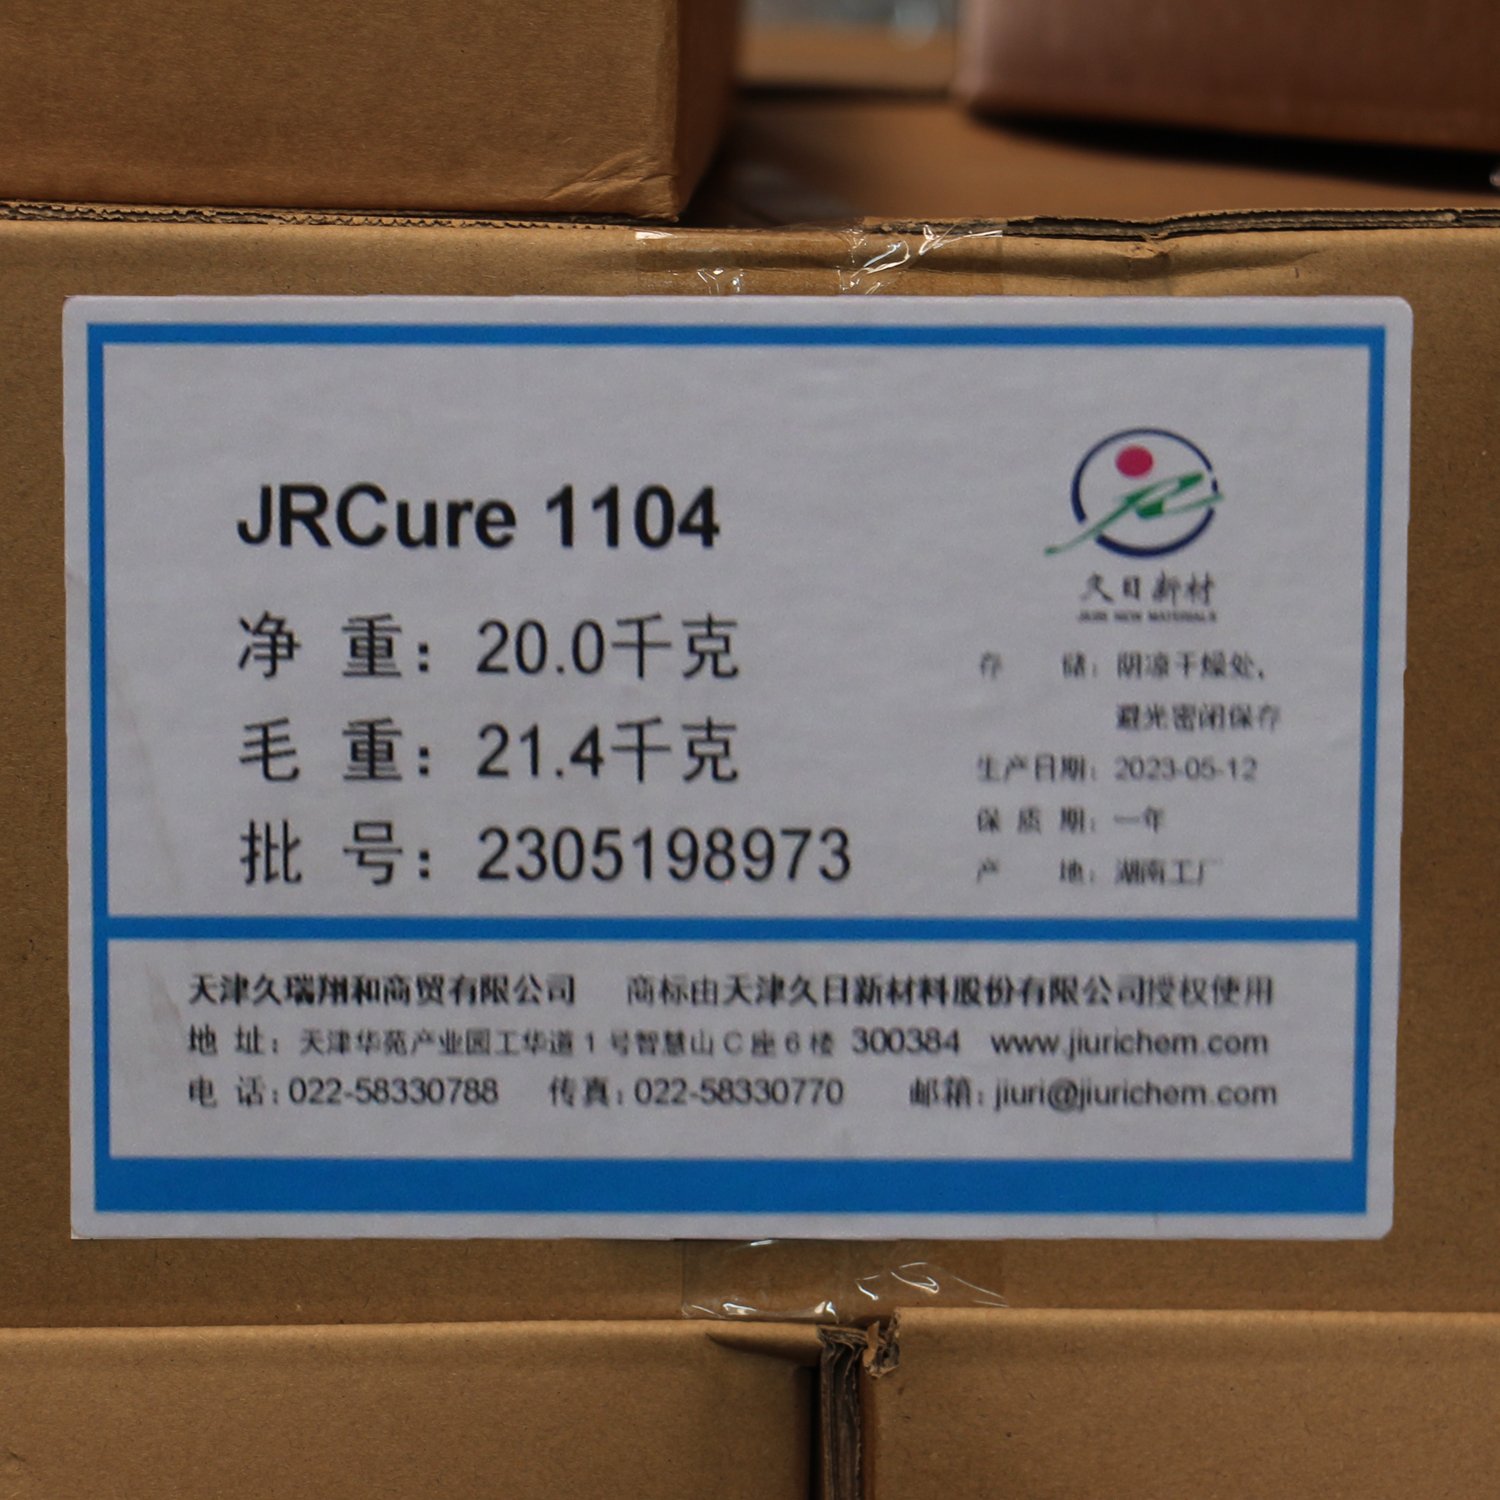 JRCure 1104
久日新材
JIURI NEW MATERIALS
净 重：20.0千克
毛 重：21.4千克
批 号：2305198973
存 储：阴凉干燥处，
避光密闭保存
生产日期：2023-05-12
保 质 期：一年
产 地：湖南工厂
天津久瑞翔和商贸有限公司 商标由天津久日新材料股份有限公司授权使用
地 址：天津华苑产业园工华道 1 号智慧山 C 座 6 楼 300384 www.jiurichem.com
电 话：022-58330788 传真：022-58330770 邮箱：jiuri@jiurichem.com